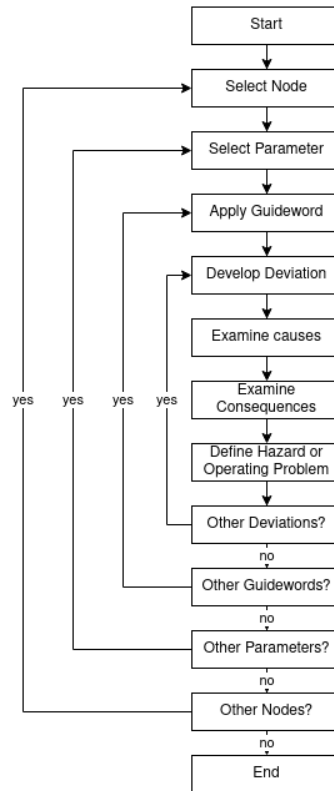 Start
Select Node
Select Parameter
Apply Guideword
Develop Deviation
Examine causes
yes
yes
yes
yes
Examine
Consequences
Define Hazard or
Operating Problem
Other Deviations?
no
Other Guidewords?
no
Other Parameters?
no
Other Nodes?
no
End